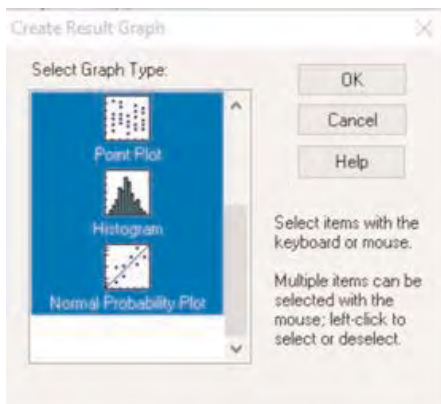 Create Result Graph
Select Graph Type:
OK
Cancel
Help
Point Plot
Histogram
Normal Probability Plot
Select items with the
keyboard or mouse.
Multiple items can be
selected with the
mouse; left-click to
select or deselect.